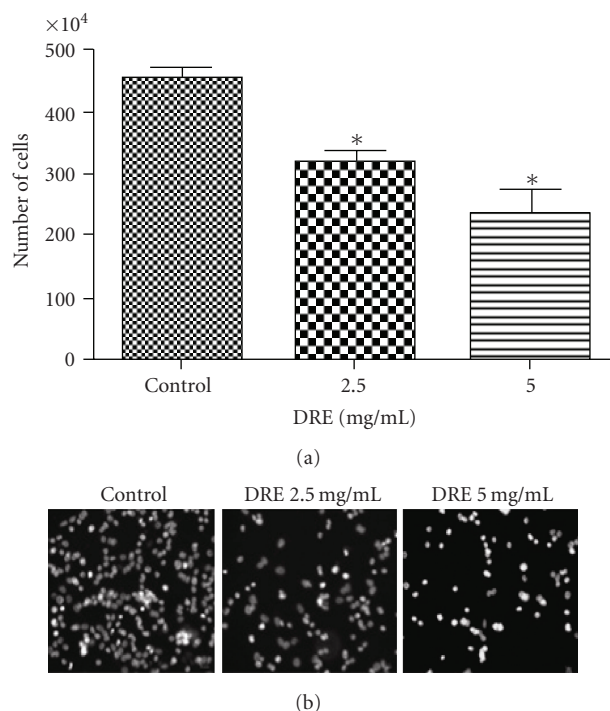 ×10⁴
500
400
300
200
100
0
Number of cells
*
*
Control 2.5 5
DRE (mg/mL)
(a)
Control DRE 2.5 mg/mL DRE 5 mg/mL
(b)